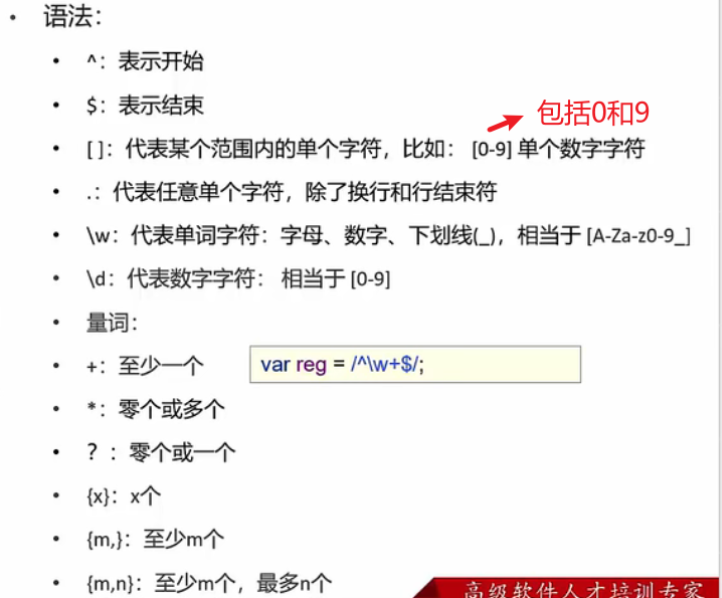 • 语法：
• ^：表示开始
• $：表示结束
包括0和9
• [ ]：代表某个范围内的单个字符，比如： [0-9] 单个数字字符
• .：代表任意单个字符，除了换行和行结束符
• \w：代表单词字符：字母、数字、下划线(_)，相当于 [A-Za-z0-9_]
• \d：代表数字字符： 相当于 [0-9]
• 量词：
• +：至少一个
var reg = /^\w+$/;
• *：零个或多个
• ? ：零个或一个
• {x}：x个
• {m,}：至少m个
• {m,n}：至少m个，最多n个
高级软件人才培训专家